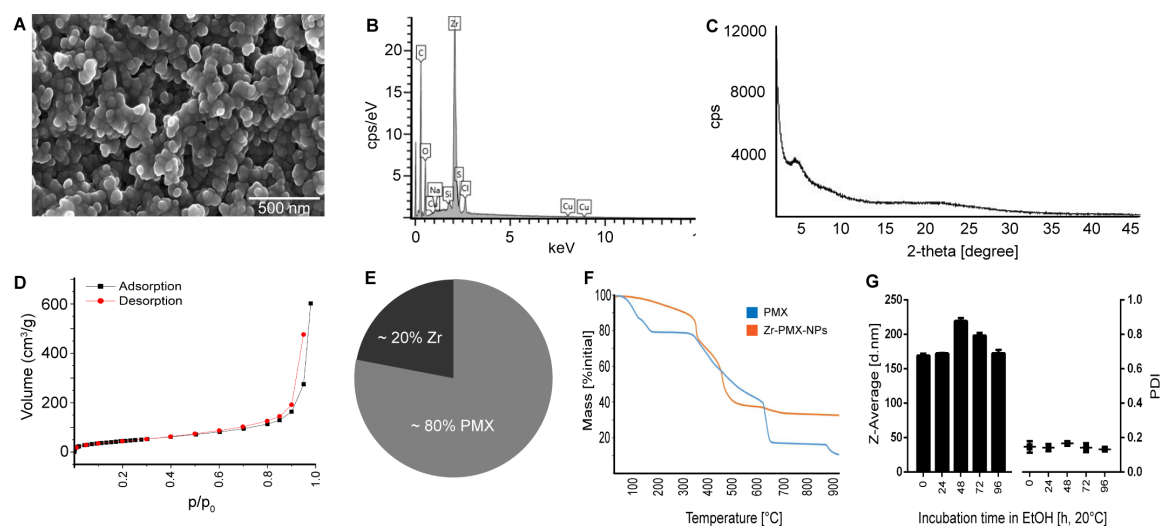 A
500 nm
B
cps/eV
20
15
10
5
0
5
10
keV
C
O
C
Na
Si
Zr
S
Cl
Cu
Cu
C
cps
12000
8000
4000
5
10
15
20
25
30
35
40
45
2-theta [degree]
D
Adsorption
Desorption
Volume (cm³/g)
600
400
200
0
0.2
0.4
0.6
0.8
1.0
p/p₀
E
~ 20% Zr
~ 80% PMX
F
PMX
Zr-PMX-NPs
Mass [%initial]
100
80
60
40
20
100
200
300
400
500
600
700
800
900
Temperature [°C]
G
Z-Average [d.nm]
250
200
150
100
50
0
0
24
48
72
96
0
24
48
72
96
1.0
0.8
0.6
0.4
0.2
0.0
PDI
Incubation time in EtOH [h, 20°C]